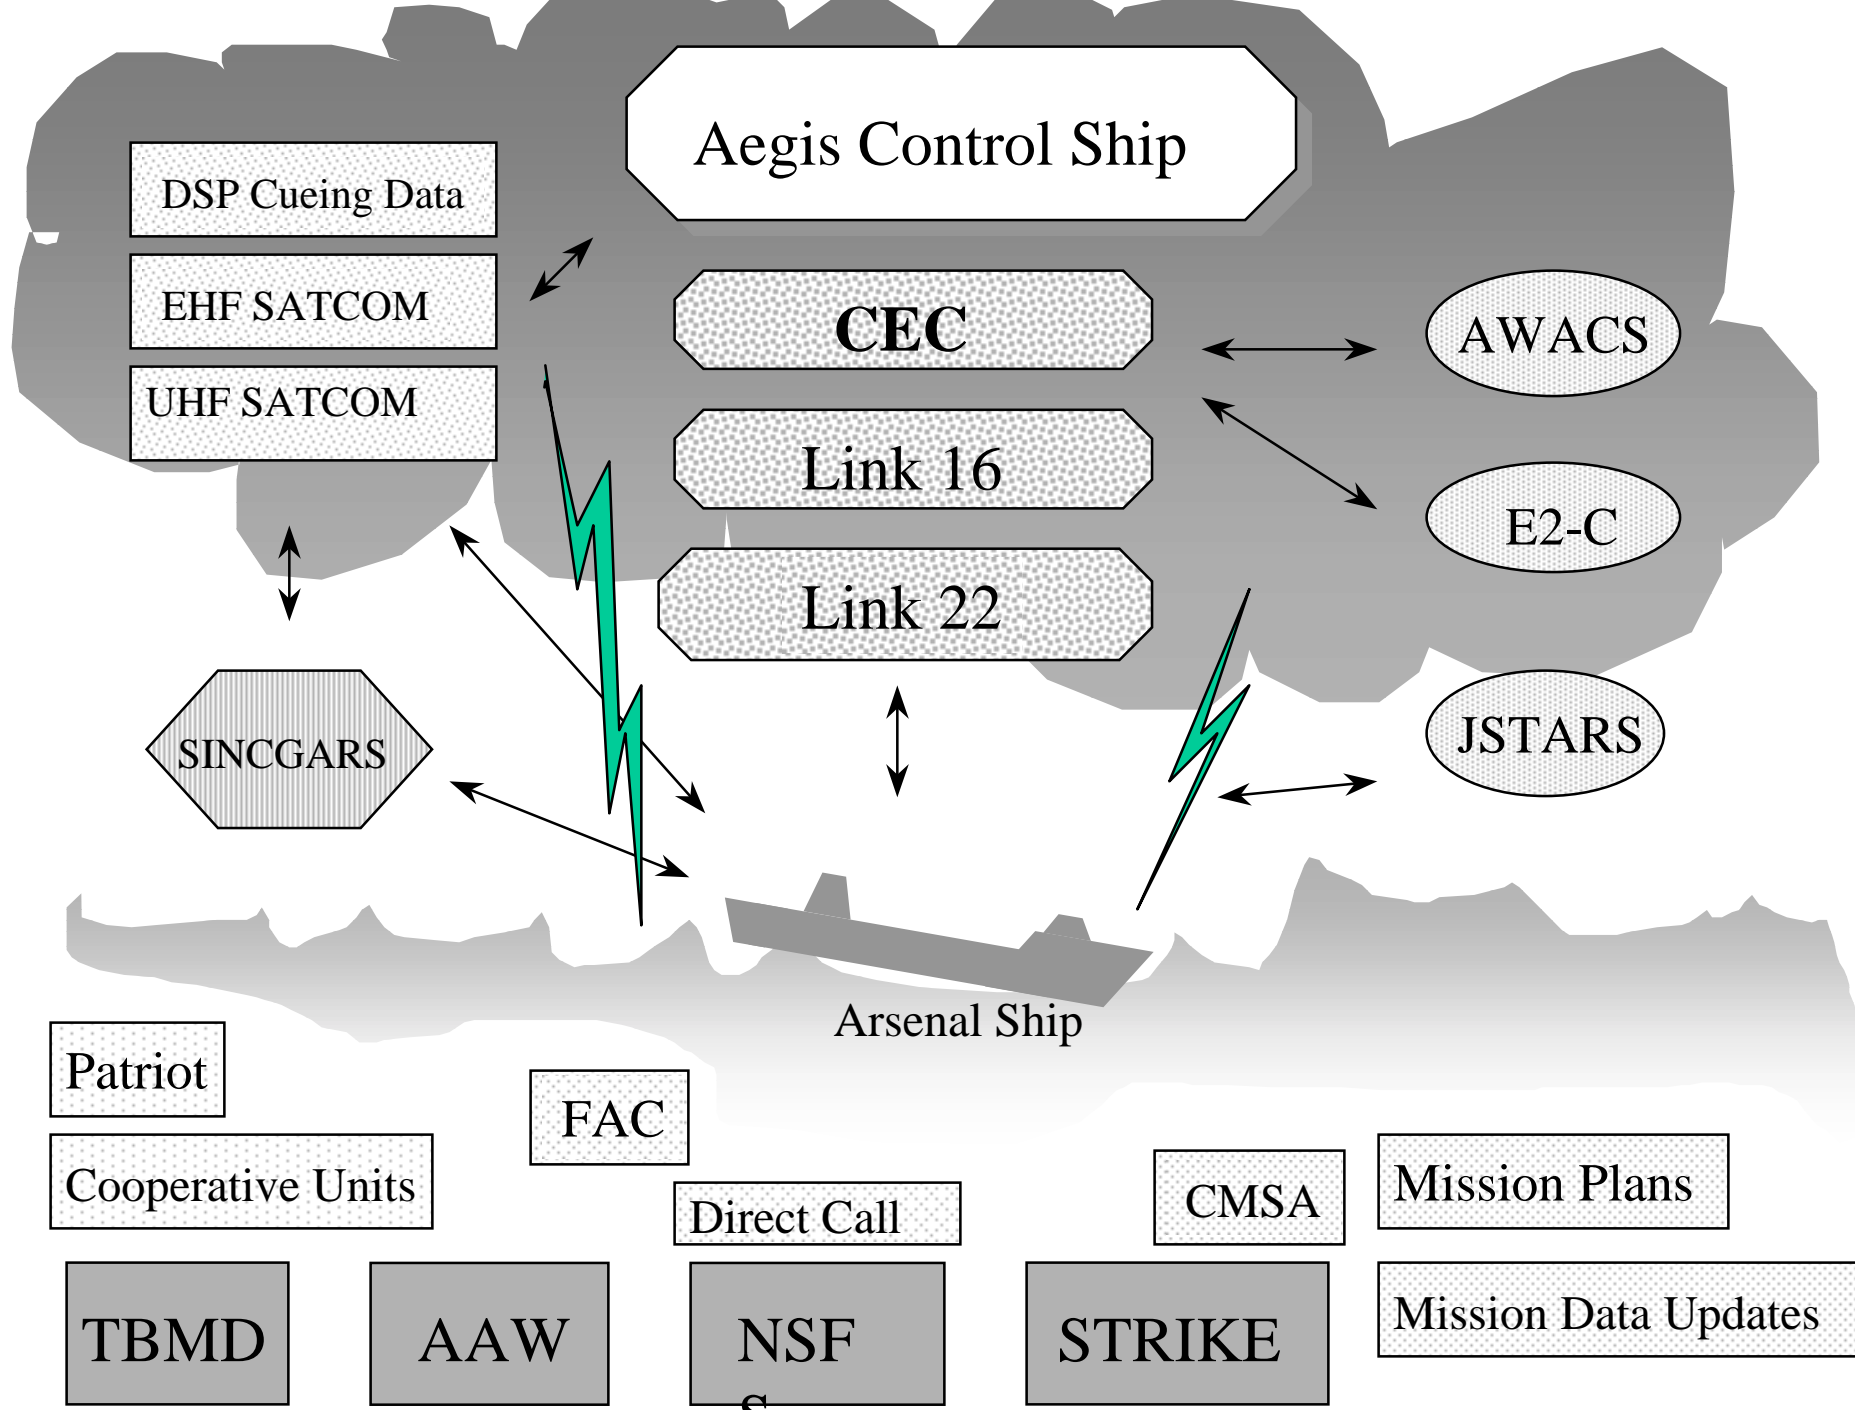 Aegis Control Ship
DSP Cueing Data
EHF SATCOM
UHF SATCOM
CEC
Link 16
Link 22
AWACS
E2-C
JSTARS
SINCGARS
Arsenal Ship
Patriot
Cooperative Units
FAC
Direct Call
CMSA
Mission Plans
Mission Data Updates
TBMD
AAW
NSF
S
STRIKE